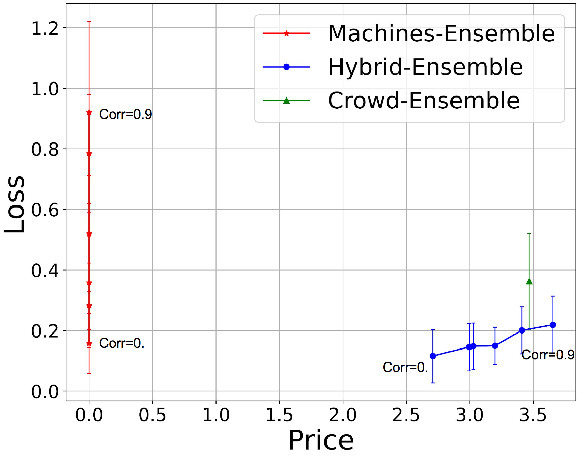 Machines-Ensemble
Hybrid-Ensemble
Crowd-Ensemble
1.2
1.0
0.8
0.6
0.4
0.2
0.0
Loss
Corr=0.9
Corr=0.
Corr=0.
Corr=0.9
0.0 0.5 1.0 1.5 2.0 2.5 3.0 3.5
Price